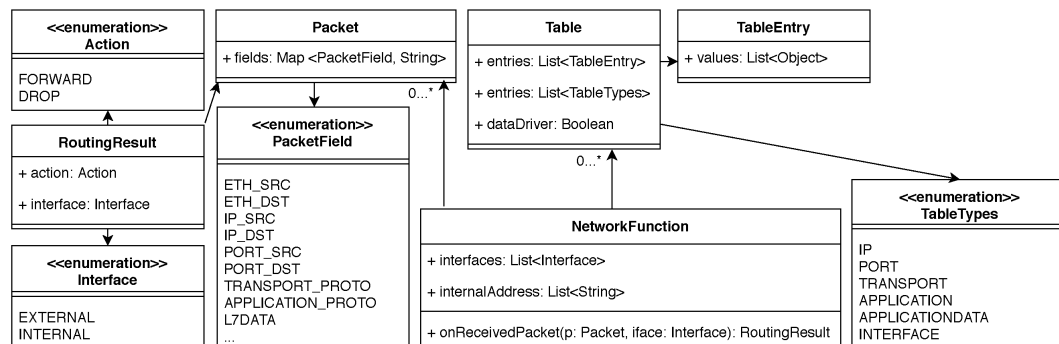 <<enumeration>>
Action
FORWARD
DROP
Packet
+ fields: Map <PacketField, String>
0...*
Table
+ entries: List<TableEntry>
+ entries: List<TableTypes>
+ dataDriver: Boolean
0...*
TableEntry
+ values: List<Object>
RoutingResult
+ action: Action
+ interface: Interface
<<enumeration>>
PacketField
ETH_SRC
ETH_DST
IP_SRC
IP_DST
PORT_SRC
PORT_DST
TRANSPORT_PROTO
APPLICATION_PROTO
L7DATA
...
<<enumeration>>
Interface
EXTERNAL
INTERNAL
NetworkFunction
+ interfaces: List<Interface>
+ internalAddress: List<String>
+ onReceivedPacket(p: Packet, iface: Interface): RoutingResult
<<enumeration>>
TableTypes
IP
PORT
TRANSPORT
APPLICATION
APPLICATIONDATA
INTERFACE